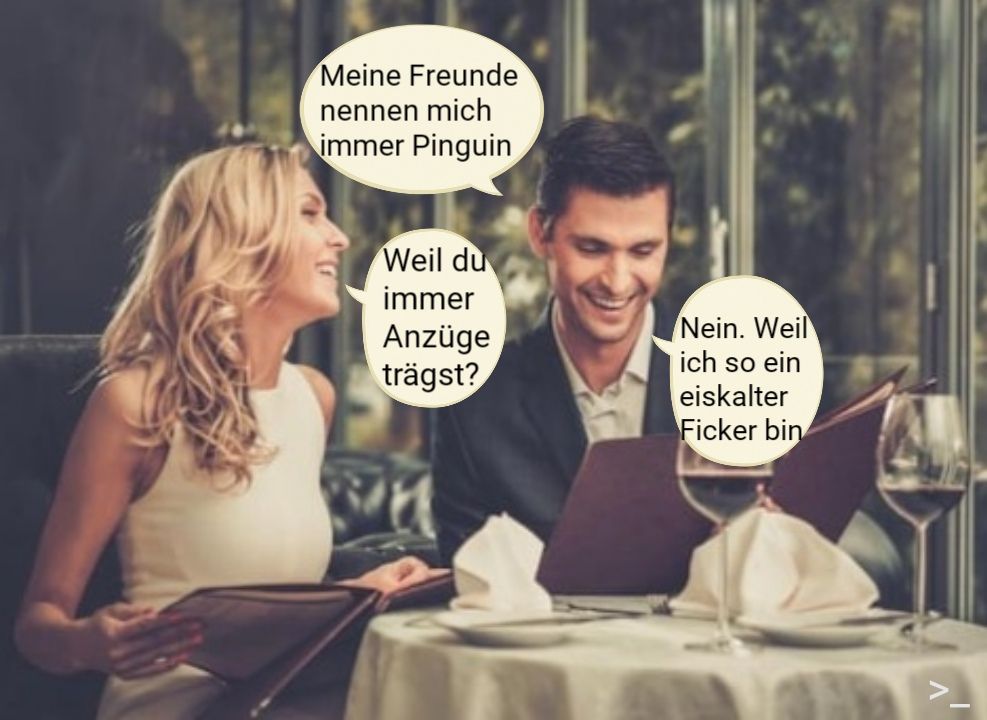 Meine Freunde
nennen mich
immer Pinguin
Weil du
immer
Anzüge
trägst?
Nein. Weil
ich so ein
eiskalter
Ficker bin
>_